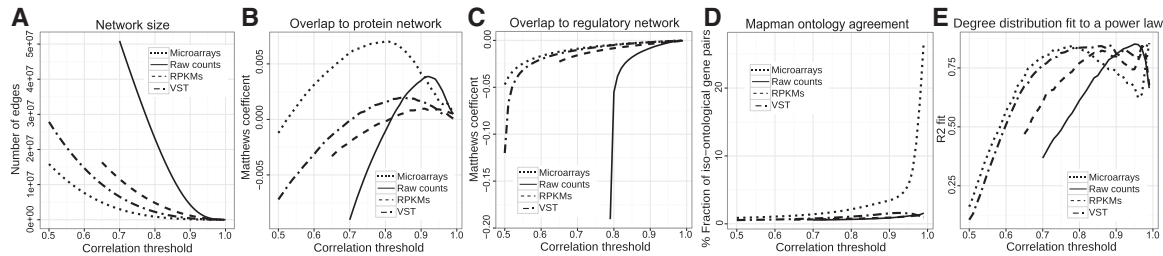 A
Network size
Number of edges
0e+00
1e+07
2e+07
3e+07
4e+07
5e+07
Microarrays
Raw counts
RPKMs
VST
0.5 0.6 0.7 0.8 0.9 1.0
Correlation threshold
B
Overlap to protein network
Matthews coefficent
0.005
0.000
−0.005
Microarrays
Raw counts
RPKMs
VST
0.5 0.6 0.7 0.8 0.9 1.0
Correlation threshold
C
Overlap to regulatory network
Matthews coefficent
0.00
−0.05
−0.10
−0.15
−0.20
Microarrays
Raw counts
RPKMs
VST
0.5 0.6 0.7 0.8 0.9 1.0
Correlation threshold
D
Mapman ontology agreement
% Fraction of iso−ontological gene pairs
20
10
0
Microarrays
Raw counts
RPKMs
VST
0.5 0.6 0.7 0.8 0.9 1.0
Correlation threshold
E
Degree distribution fit to a power law
R2 fit
0.75
0.50
0.25
Microarrays
Raw counts
RPKMs
VST
0.5 0.6 0.7 0.8 0.9 1.0
Correlation threshold